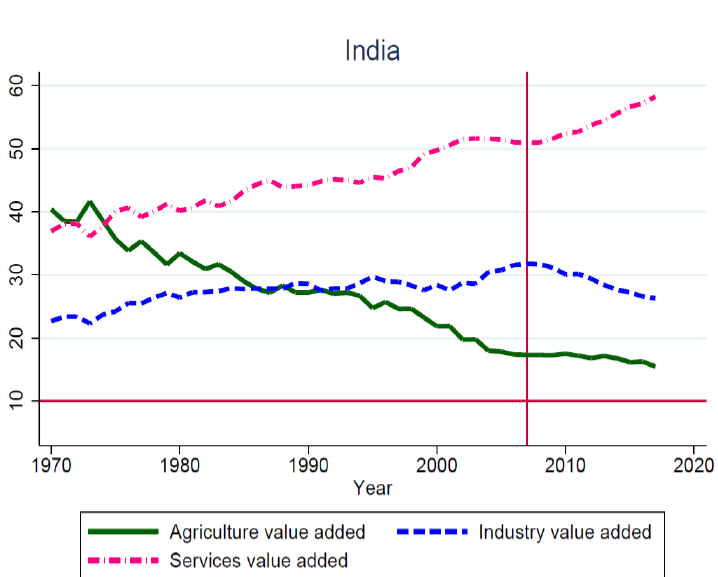 India
60
50
40
30
20
10
1970 1980 1990 2000 2010 2020
Year
Agriculture value added Industry value added
Services value added